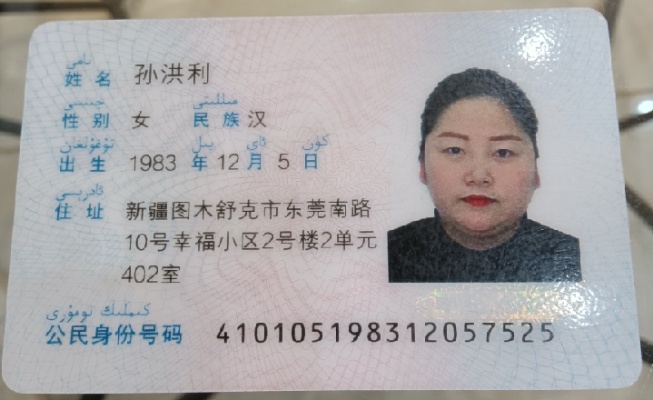 نامى
姓名 孙洪利
جىنسى مىللىتى
性别 女 民族 汉
تۇغۇلغان يىل ئاي كۈن
出生 1983 年 12 月 5 日
ئادرېسى
住址 新疆图木舒克市东莞南路
10号幸福小区2号楼2单元
402室
كىملىك نومۇرى
公民身份号码 410105198312057525